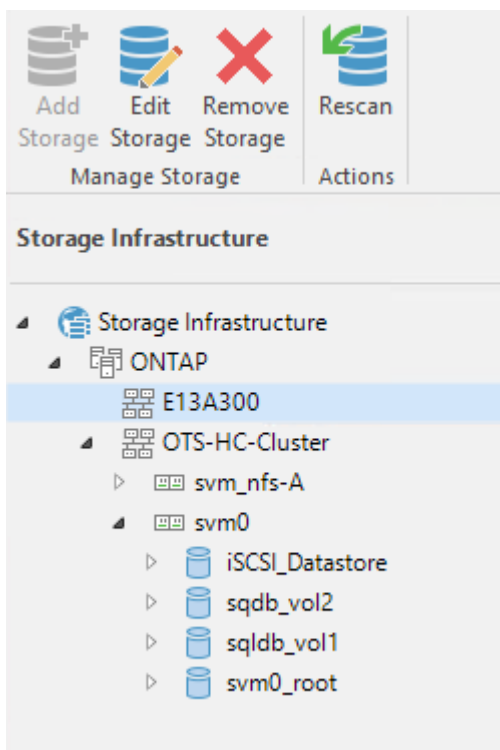 Add Storage
Edit Storage
Remove Storage
Rescan
Manage Storage
Actions
Storage Infrastructure
Storage Infrastructure
ONTAP
E13A300
OTS-HC-Cluster
svm_nfs-A
svm0
iSCSI_Datastore
sqdb_vol2
sqldb_vol1
svm0_root